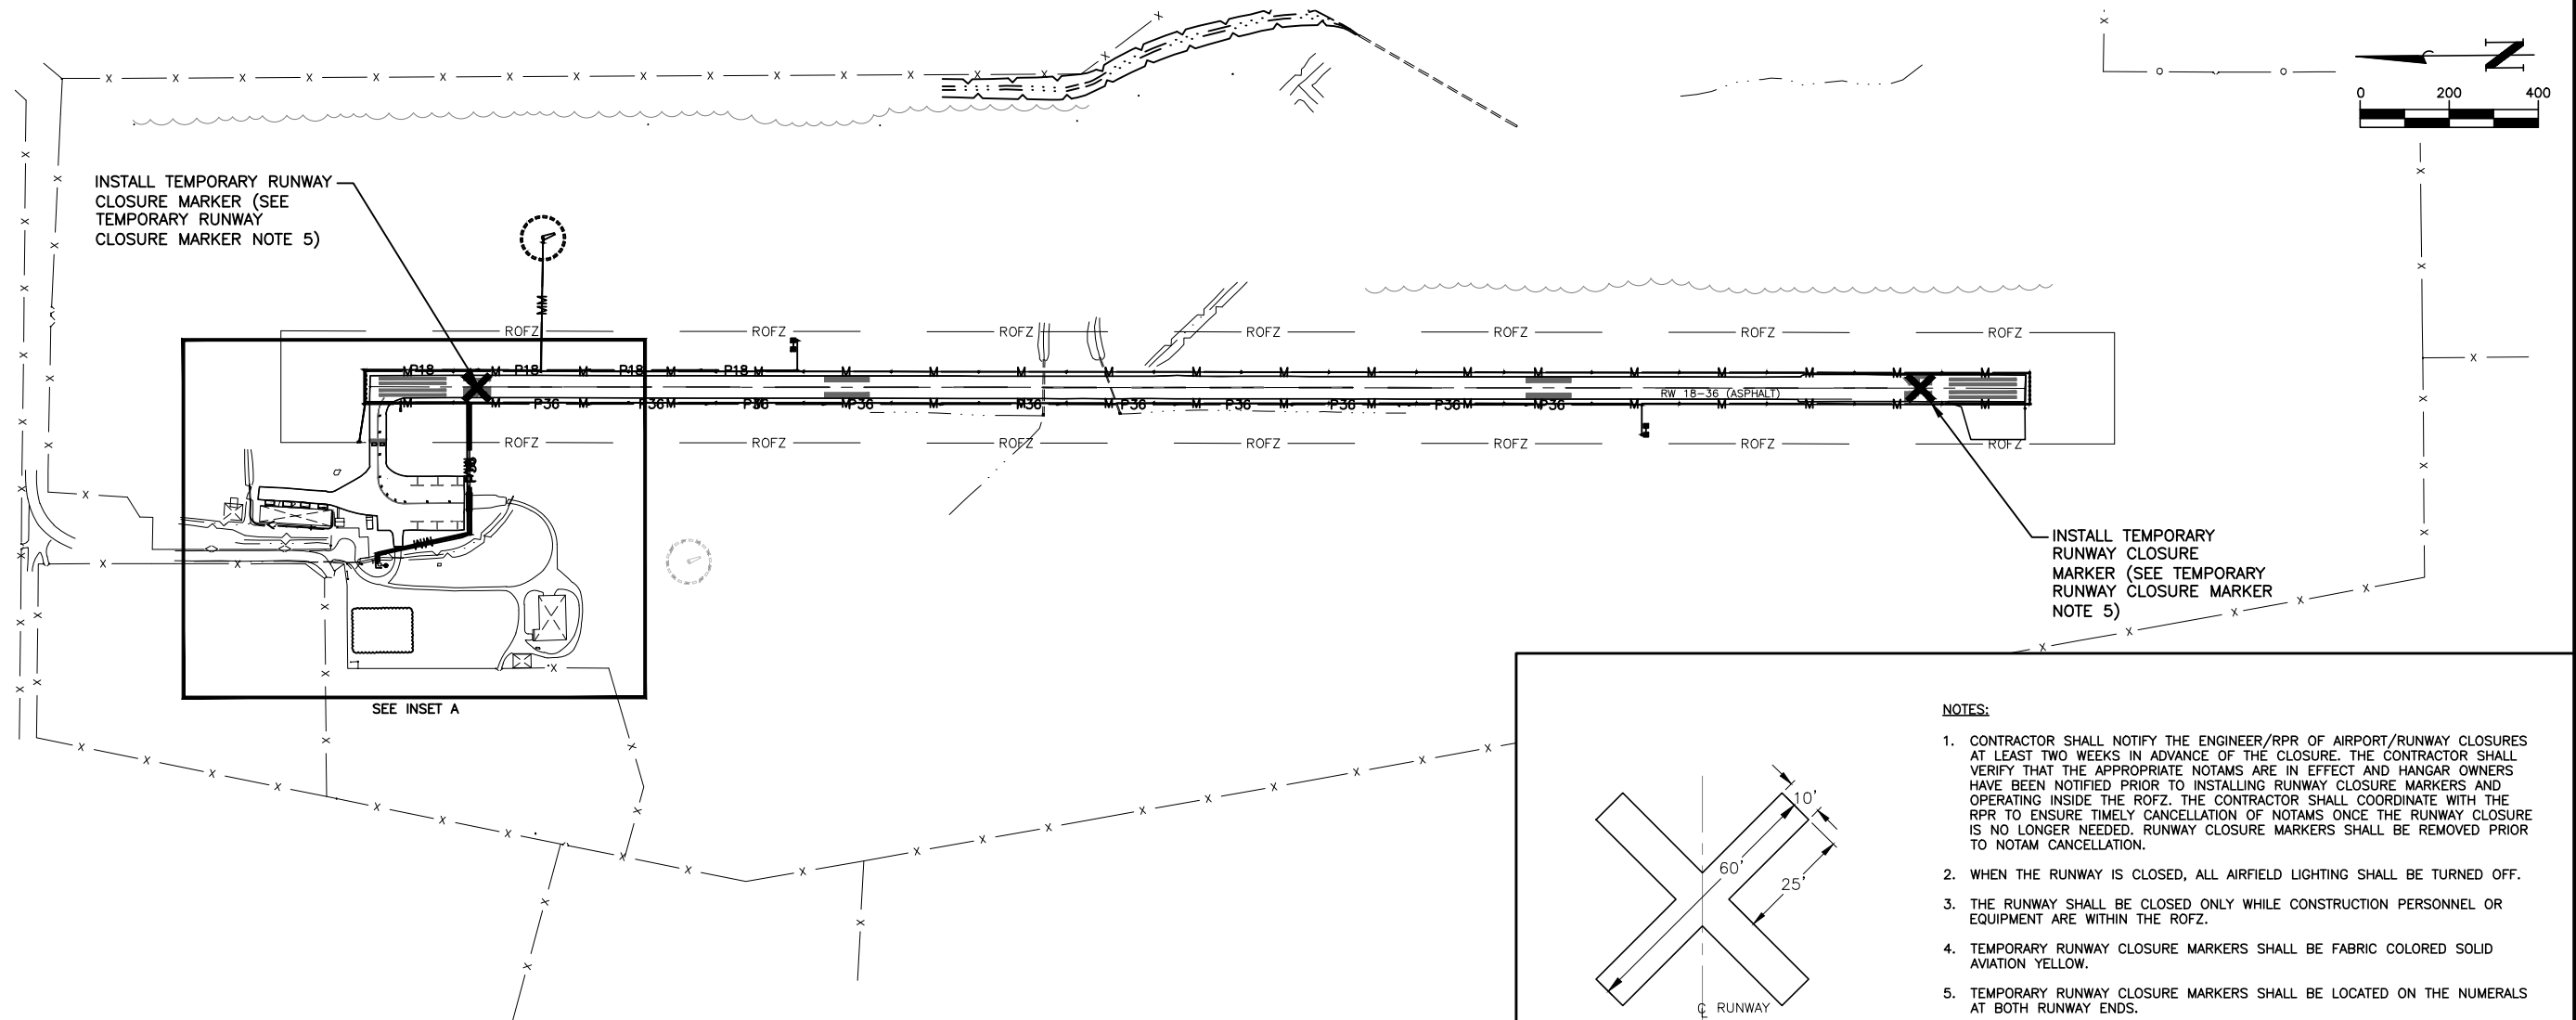 N
0 200 400
INSTALL TEMPORARY RUNWAY
CLOSURE MARKER (SEE
TEMPORARY RUNWAY
CLOSURE MARKER NOTE 5)
ROFZ ROFZ ROFZ ROFZ ROFZ ROFZ ROFZ
P18 P18 P18 P18
RW 18-36 (ASPHALT)
P36 P36 P36 P36 P36 P36 P36 P36 P36 P36
ROFZ ROFZ ROFZ ROFZ ROFZ ROFZ ROFZ
SEE INSET A
INSTALL TEMPORARY
RUNWAY CLOSURE
MARKER (SEE TEMPORARY
RUNWAY CLOSURE MARKER
NOTE 5)
10'
60'
25'
℄ RUNWAY
NOTES:
1. CONTRACTOR SHALL NOTIFY THE ENGINEER/RPR OF AIRPORT/RUNWAY CLOSURES
AT LEAST TWO WEEKS IN ADVANCE OF THE CLOSURE. THE CONTRACTOR SHALL
VERIFY THAT THE APPROPRIATE NOTAMS ARE IN EFFECT AND HANGAR OWNERS
HAVE BEEN NOTIFIED PRIOR TO INSTALLING RUNWAY CLOSURE MARKERS AND
OPERATING INSIDE THE ROFZ. THE CONTRACTOR SHALL COORDINATE WITH THE
RPR TO ENSURE TIMELY CANCELLATION OF NOTAMS ONCE THE RUNWAY CLOSURE
IS NO LONGER NEEDED. RUNWAY CLOSURE MARKERS SHALL BE REMOVED PRIOR
TO NOTAM CANCELLATION.
2. WHEN THE RUNWAY IS CLOSED, ALL AIRFIELD LIGHTING SHALL BE TURNED OFF.
3. THE RUNWAY SHALL BE CLOSED ONLY WHILE CONSTRUCTION PERSONNEL OR
EQUIPMENT ARE WITHIN THE ROFZ.
4. TEMPORARY RUNWAY CLOSURE MARKERS SHALL BE FABRIC COLORED SOLID
AVIATION YELLOW.
5. TEMPORARY RUNWAY CLOSURE MARKERS SHALL BE LOCATED ON THE NUMERALS
AT BOTH RUNWAY ENDS.